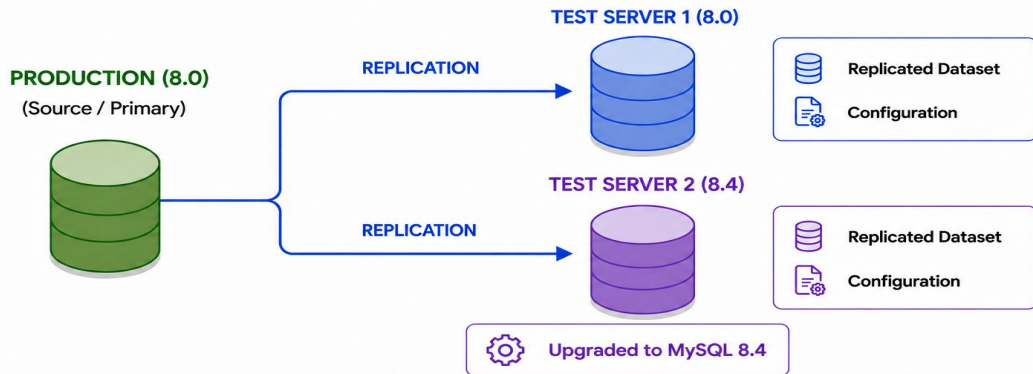 TEST SERVER 1 (8.0)
PRODUCTION (8.0)
(Source / Primary)
REPLICATION
Replicated Dataset
Configuration
TEST SERVER 2 (8.4)
REPLICATION
Replicated Dataset
Configuration
Upgraded to MySQL 8.4